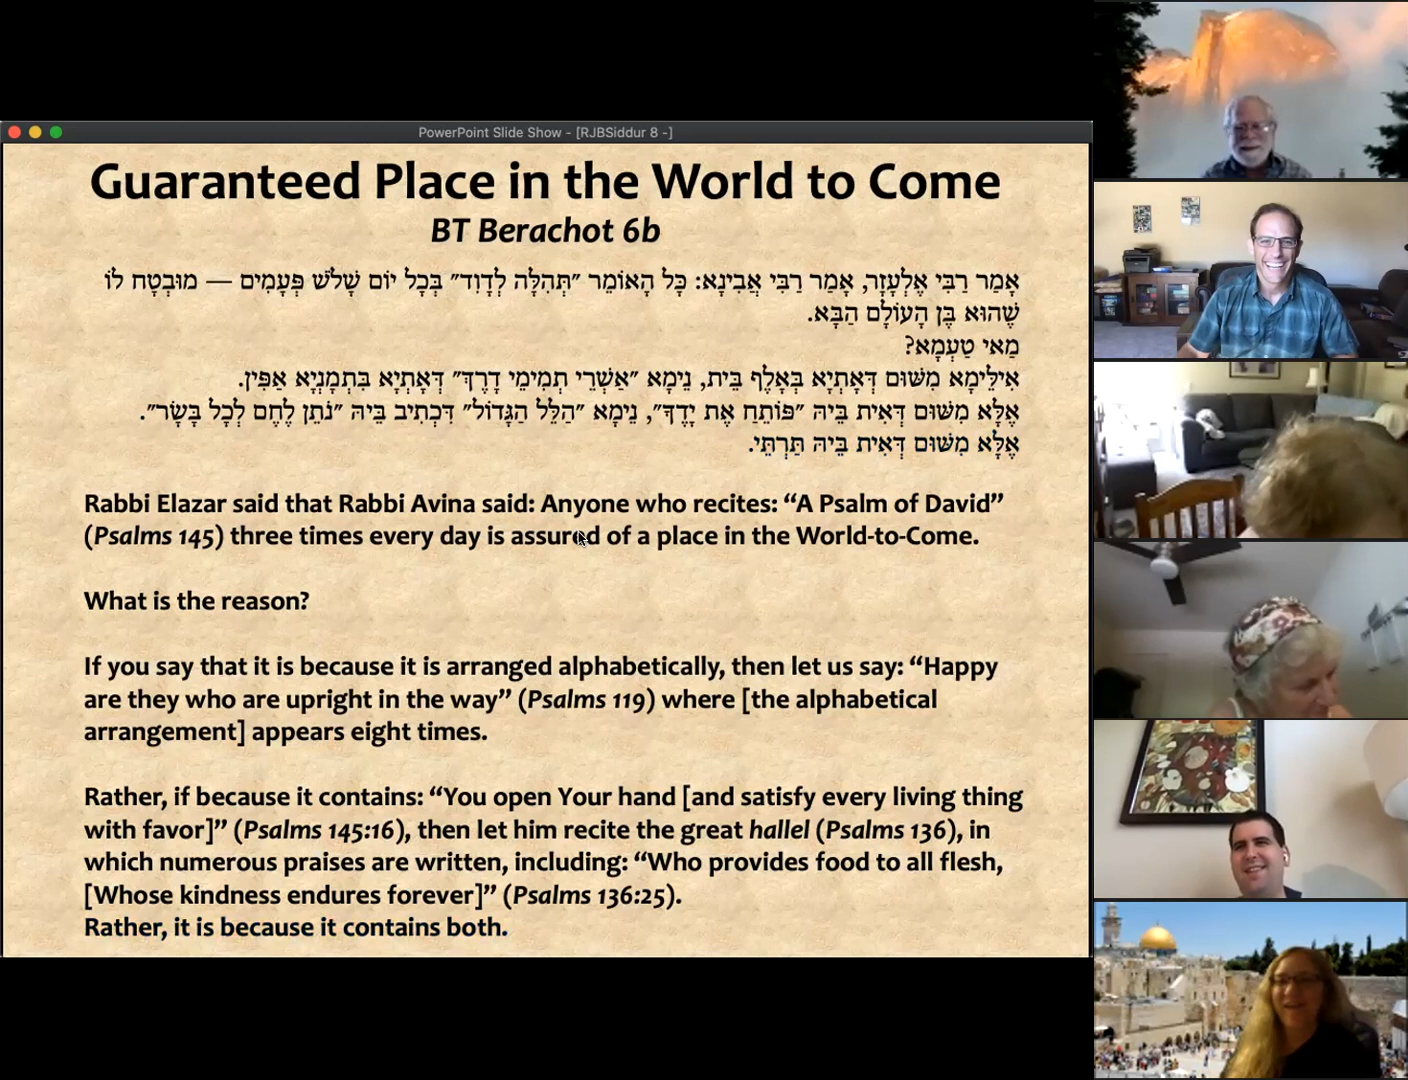 PowerPoint Slide Show - [RJBSiddur 8 -]
Guaranteed Place in the World to Come
BT Berachot 6b
אָמַר רַבִּי אֶלְעָזָר, אָמַר רַבִּי אֲבִינָא: כׇּל הָאוֹמֵר ״תְּהִלָּה לְדָוִד״ בְּכׇל יוֹם שָׁלֹשׁ פְּעָמִים — מוּבְטָח לוֹ
שֶׁהוּא בֶּן הָעוֹלָם הַבָּא.
מַאי טַעְמָא?
אִילֵּימָא מִשּׁוּם דְּאָתְיָא בְּאָלֶף בֵּית, נֵימָא ״אַשְׁרֵי תְמִימֵי דָרֶךְ״ דְּאָתְיָא בִּתְמָנְיָא אַפִּין.
אֶלָּא מִשּׁוּם דְּאִית בֵּיהּ ״פּוֹתֵחַ אֶת יָדֶךָ״, נֵימָא ״הַלֵּל הַגָּדוֹל״ דִּכְתִיב בֵּיהּ ״נֹתֵן לֶחֶם לְכׇל בָּשָׂר״.
אֶלָּא מִשּׁוּם דְּאִית בֵּיהּ תַּרְתֵּי.
Rabbi Elazar said that Rabbi Avina said: Anyone who recites: “A Psalm of David”
(Psalms 145) three times every day is assured of a place in the World-to-Come.
What is the reason?
If you say that it is because it is arranged alphabetically, then let us say: “Happy
are they who are upright in the way” (Psalms 119) where [the alphabetical
arrangement] appears eight times.
Rather, if because it contains: “You open Your hand [and satisfy every living thing
with favor]” (Psalms 145:16), then let him recite the great hallel (Psalms 136), in
which numerous praises are written, including: “Who provides food to all flesh,
[Whose kindness endures forever]” (Psalms 136:25).
Rather, it is because it contains both.